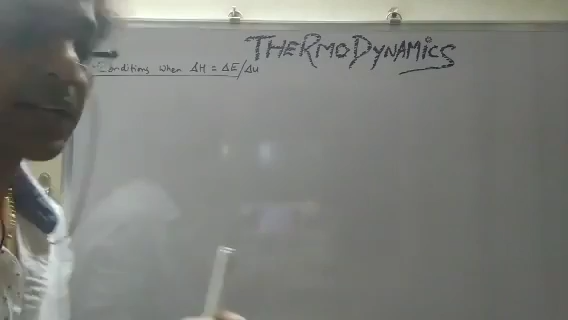 THERMODYNAMICS
Conditions when ΔH = ΔE/Δu